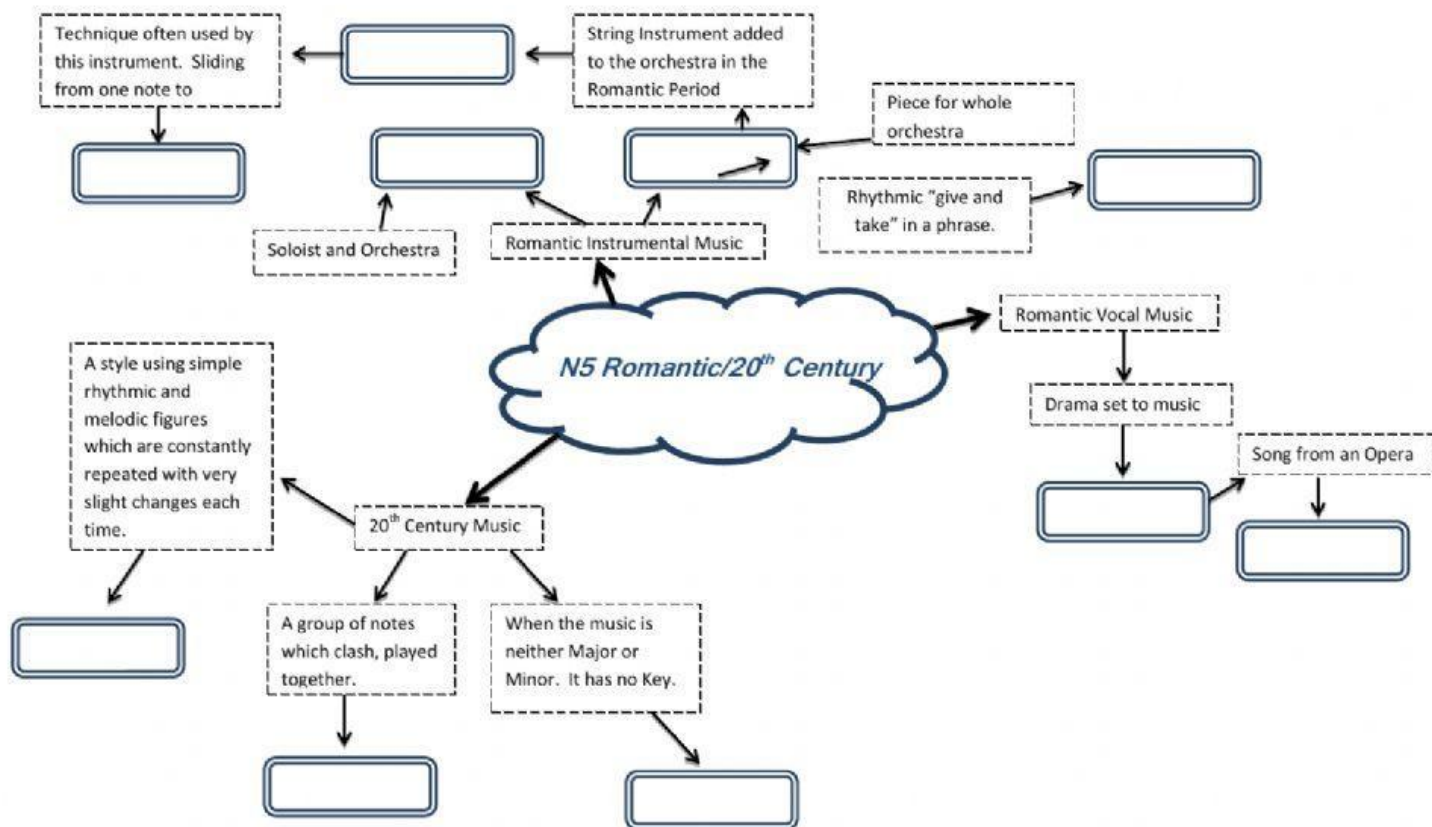 Technique often used by
this instrument. Sliding
from one note to
String Instrument added
to the orchestra in the
Romantic Period
Piece for whole
orchestra
Rhythmic “give and
take” in a phrase.
Soloist and Orchestra
Romantic Instrumental Music
N5 Romantic/20th Century
Romantic Vocal Music
Drama set to music
Song from an Opera
A style using simple
rhythmic and
melodic figures
which are constantly
repeated with very
slight changes each
time.
20th Century Music
A group of notes
which clash, played
together.
When the music is
neither Major or
Minor. It has no Key.